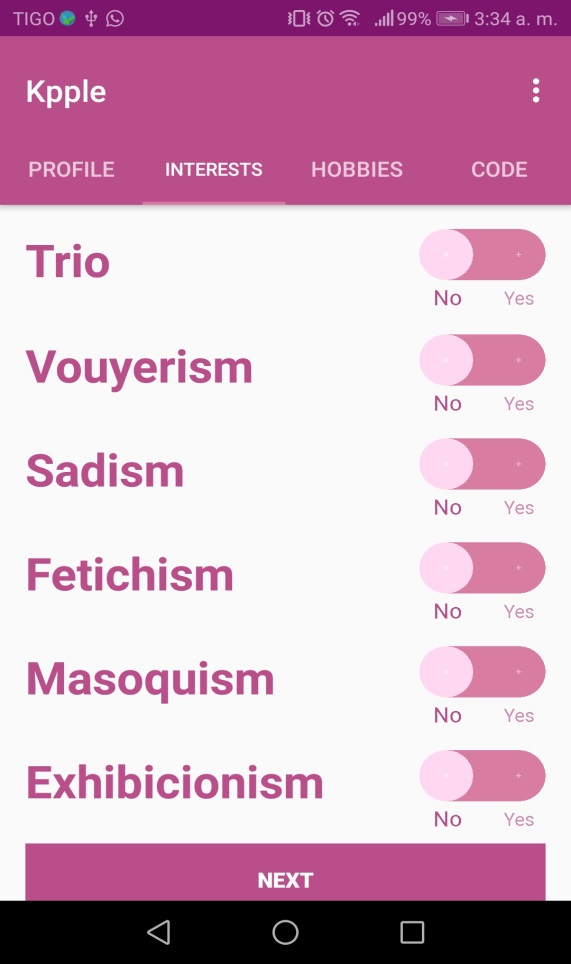 TIGO 99% 3:34 a. m.
Kpple
PROFILE INTERESTS HOBBIES CODE
Trio
No Yes
Vouyerism
No Yes
Sadism
No Yes
Fetichism
No Yes
Masoquism
No Yes
Exhibicionism
No Yes
NEXT